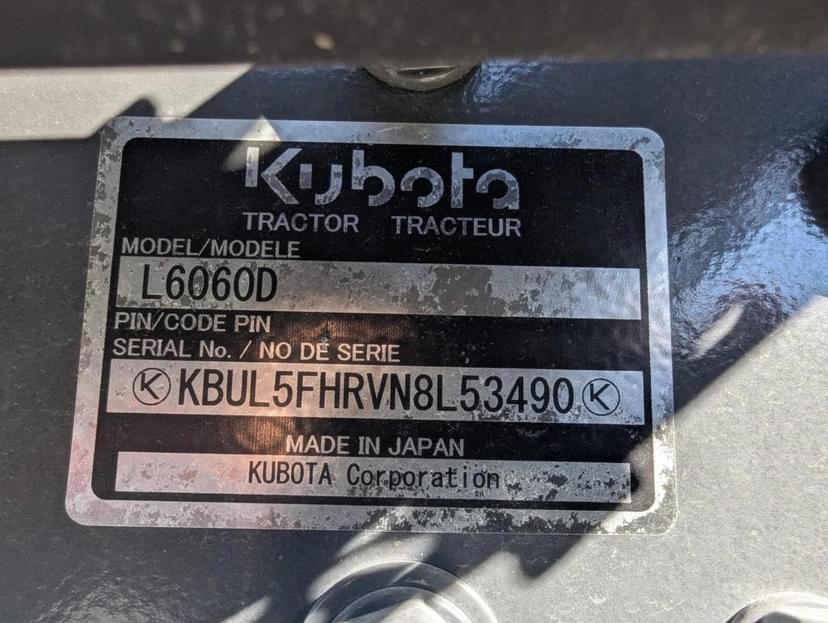 Kubota
TRACTOR TRACTEUR
MODEL/MODELE
L6060D
PIN/CODE PIN
SERIAL No. / NO DE SERIE
K KBUL5FHRVN8L53490 K
MADE IN JAPAN
KUBOTA Corporation